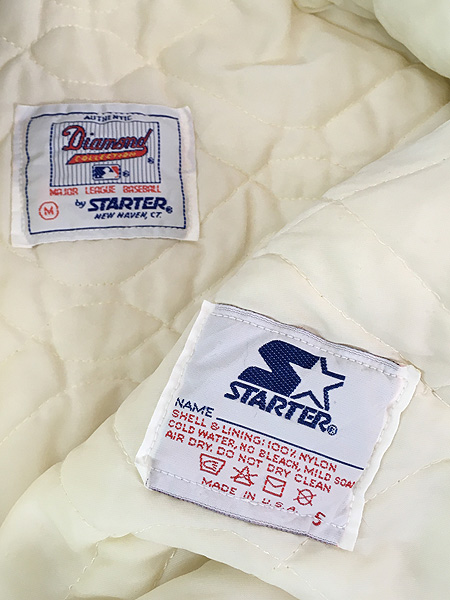 AUTHENTIC
Diamond ®
COLLECTION
®
MAJOR LEAGUE BASEBALL
M by STARTER®
NEW HAVEN, CT.
STARTER®
NAME
SHELL & LINING: 100% NYLON
COLD WATER, NO BLEACH, MILD SOAP
AIR DRY. DO NOT DRY CLEAN
MADE IN U.S.A. 5